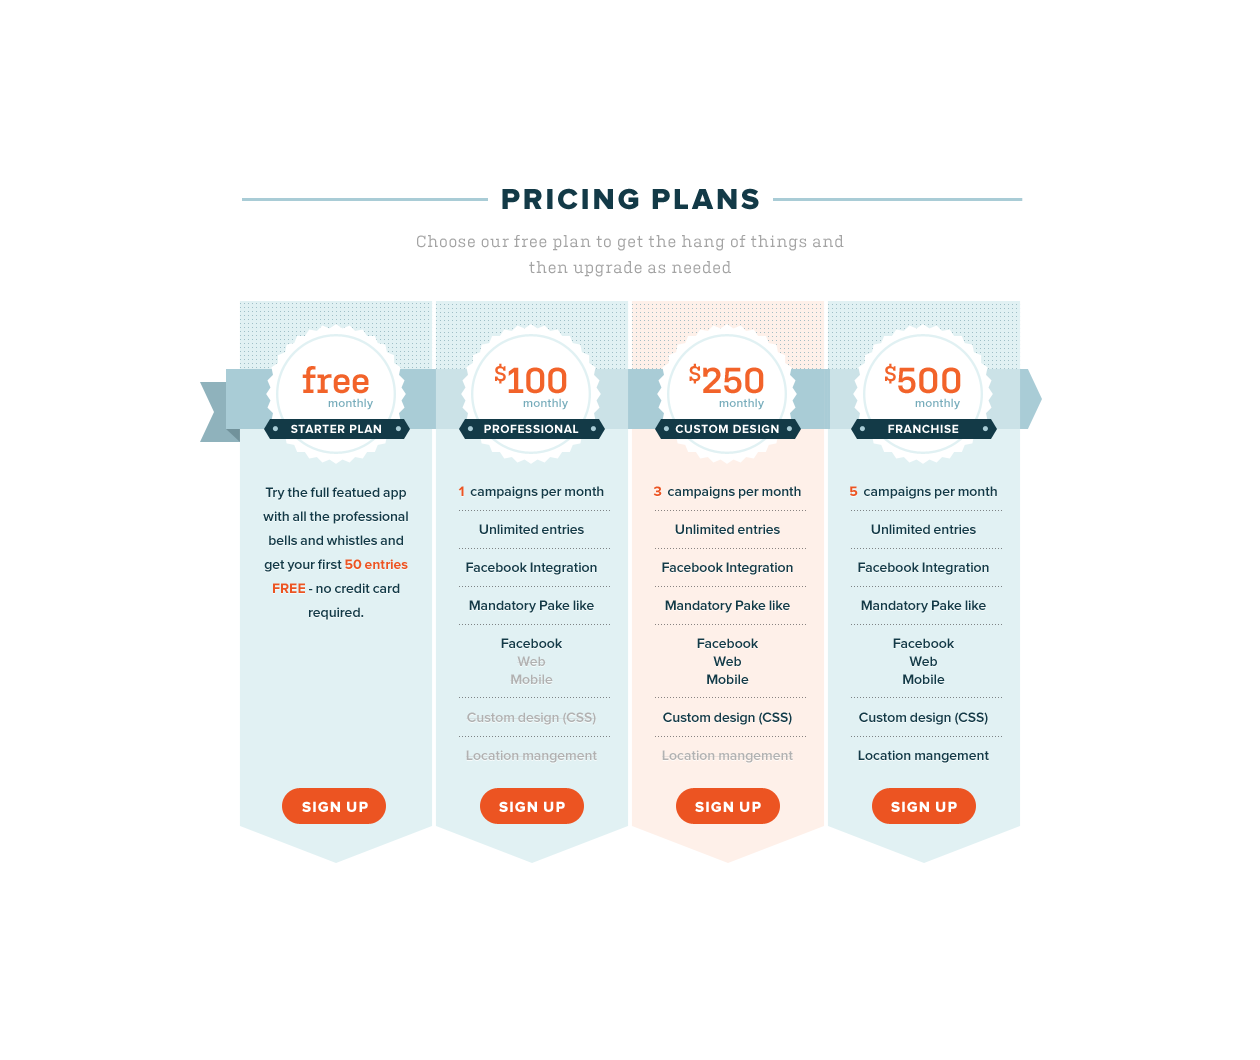 PRICING PLANS
Choose our free plan to get the hang of things and
then upgrade as needed
free
monthly
STARTER PLAN
Try the full featued app
with all the professional
bells and whistles and
get your first 50 entries
FREE - no credit card
required.
SIGN UP
$100
monthly
PROFESSIONAL
1 campaigns per month
Unlimited entries
Facebook Integration
Mandatory Pake like
Facebook
Web
Mobile
Custom design (CSS)
Location mangement
SIGN UP
$250
monthly
CUSTOM DESIGN
3 campaigns per month
Unlimited entries
Facebook Integration
Mandatory Pake like
Facebook
Web
Mobile
Custom design (CSS)
Location mangement
SIGN UP
$500
monthly
FRANCHISE
5 campaigns per month
Unlimited entries
Facebook Integration
Mandatory Pake like
Facebook
Web
Mobile
Custom design (CSS)
Location mangement
SIGN UP